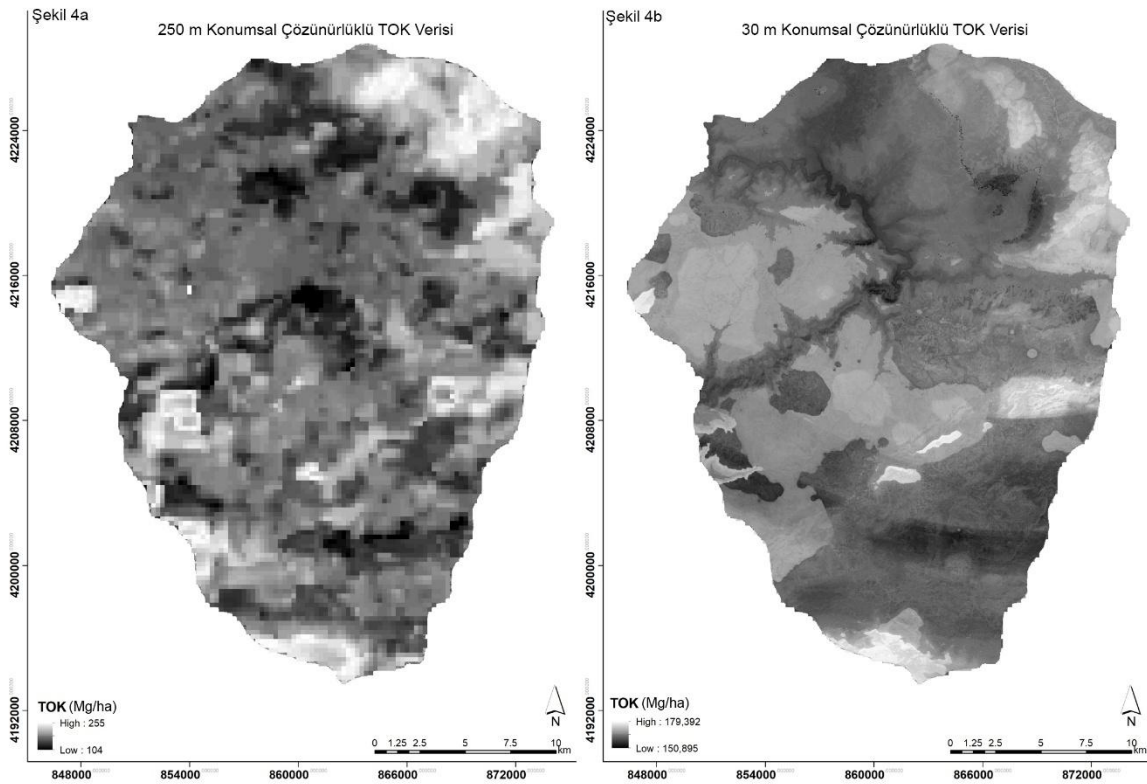 Şekil 4a
250 m Konumsal Çözünürlüklü TOK Verisi
4224000
4216000
4208000
4200000
4192000
TOK (Mg/ha)
High : 255
Low : 104
N
0 1.25 2.5 5 7.5 10
km
848000 854000 860000 866000 872000
Şekil 4b
30 m Konumsal Çözünürlüklü TOK Verisi
4224000
4216000
4208000
4200000
4192000
TOK (Mg/ha)
High : 179,392
Low : 150,895
N
0 1.25 2.5 5 7.5 10
km
848000 854000 860000 866000 872000